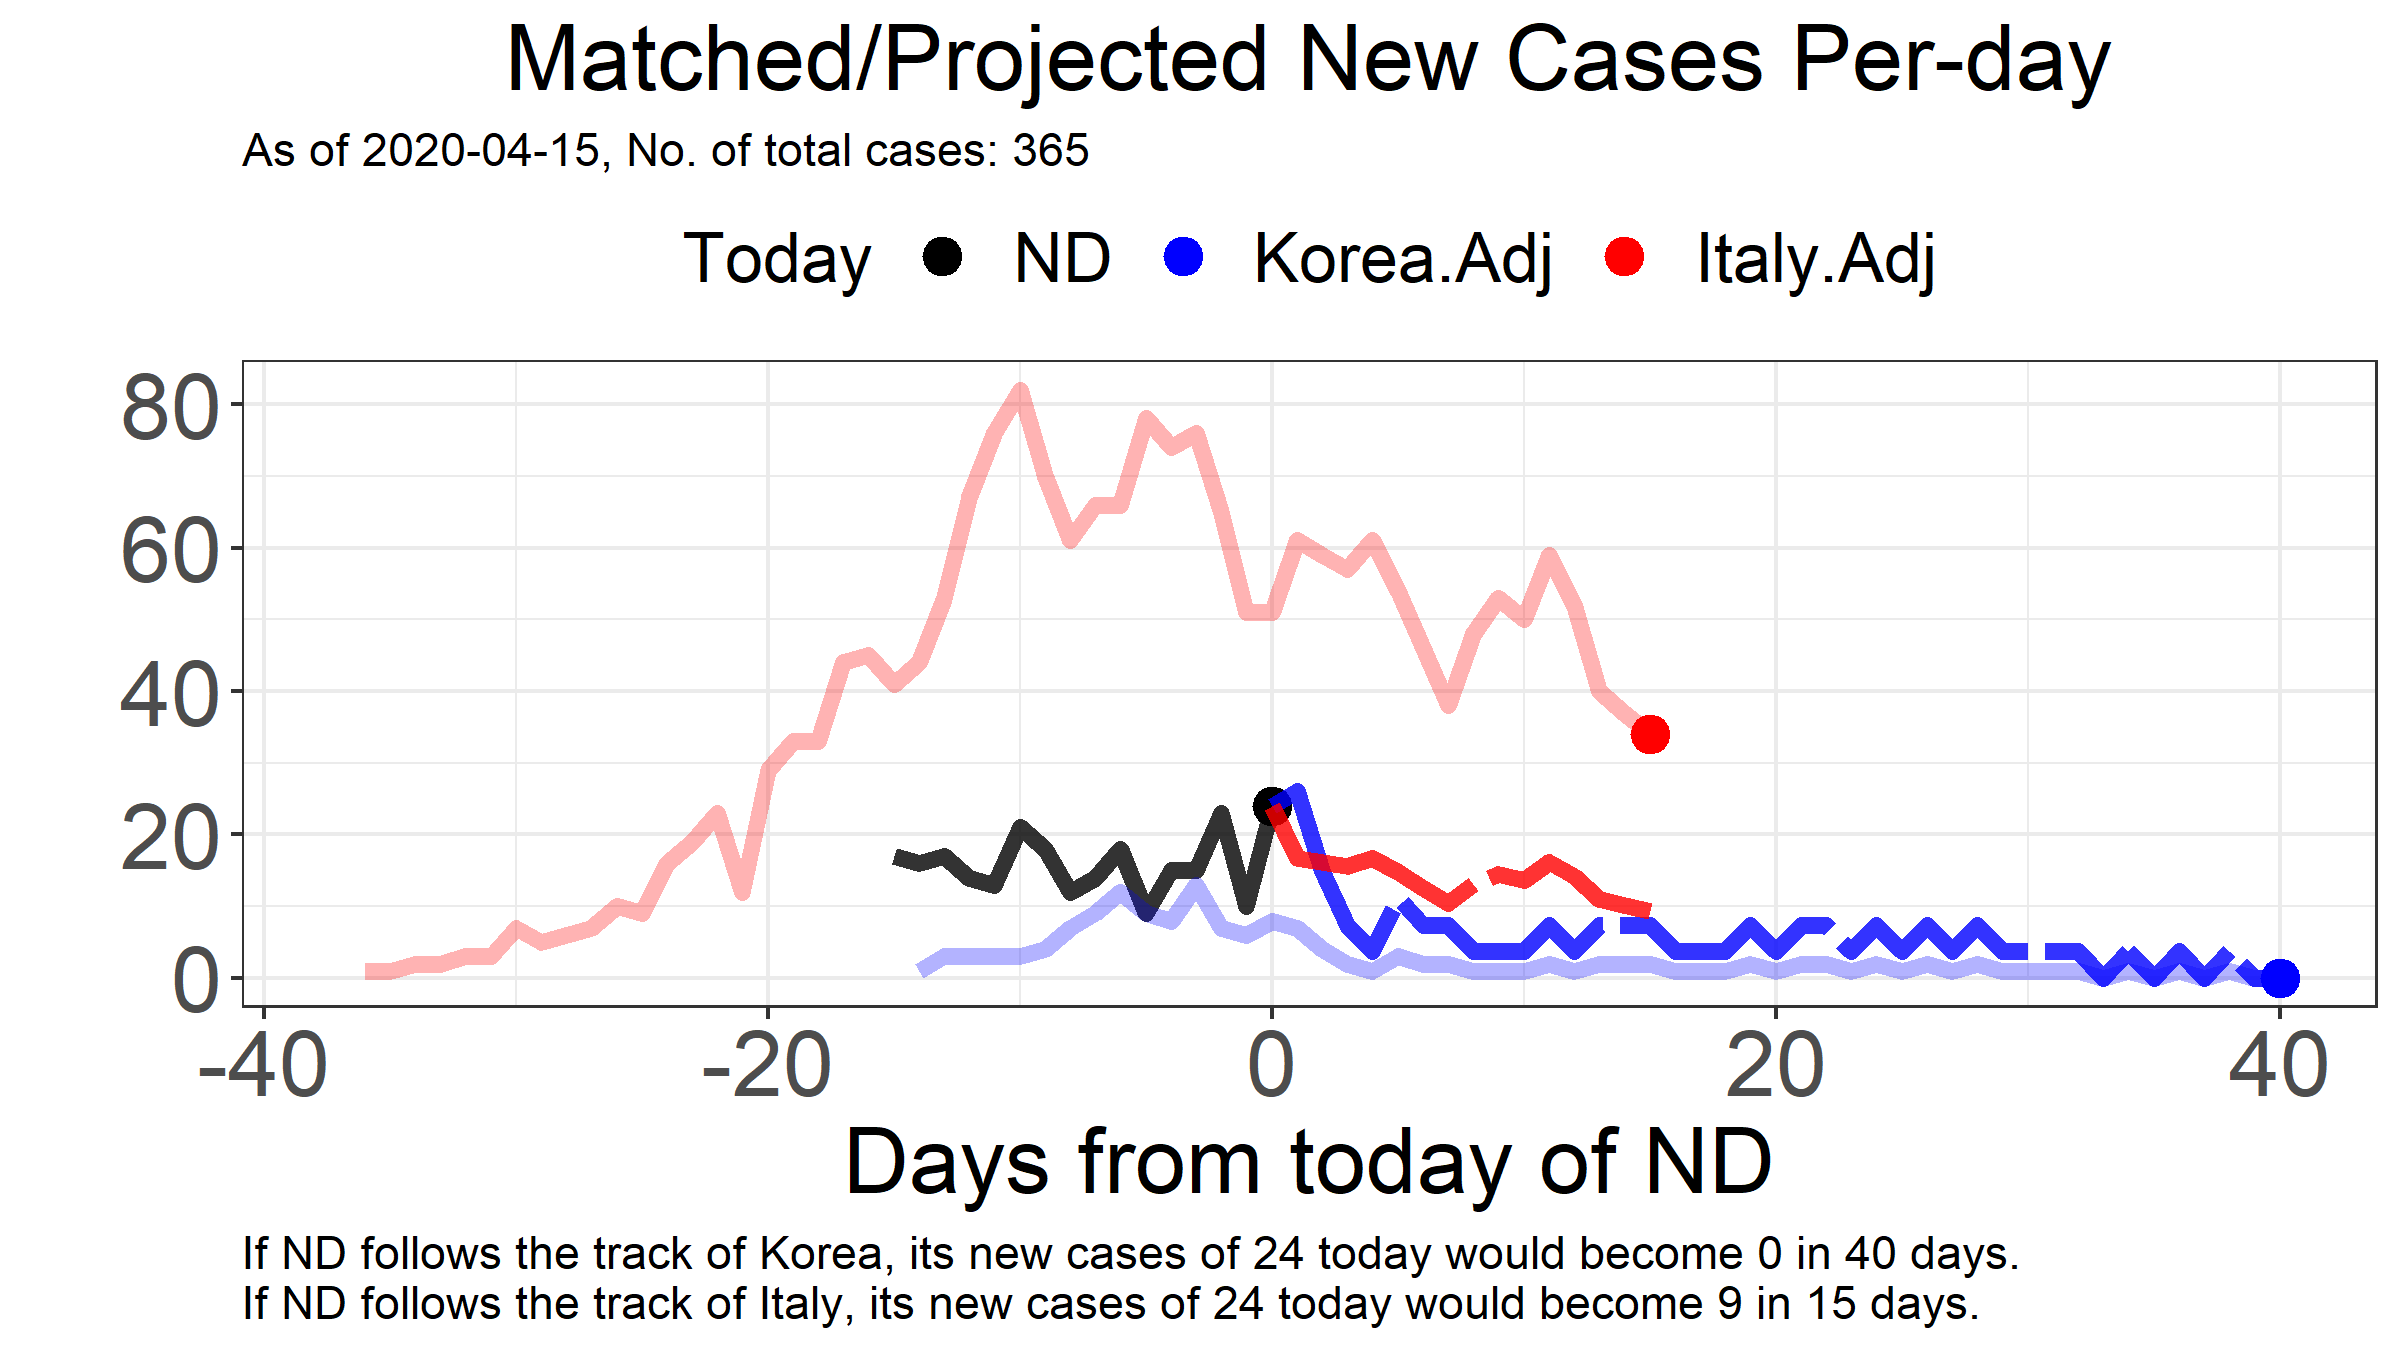 Matched/Projected New Cases Per-day
As of 2020-04-15, No. of total cases: 365
Today ND Korea.Adj Italy.Adj
80
60
40
20
0
-40 -20 0 20 40
Days from today of ND
If ND follows the track of Korea, its new cases of 24 today would become 0 in 40 days.
If ND follows the track of Italy, its new cases of 24 today would become 9 in 15 days.